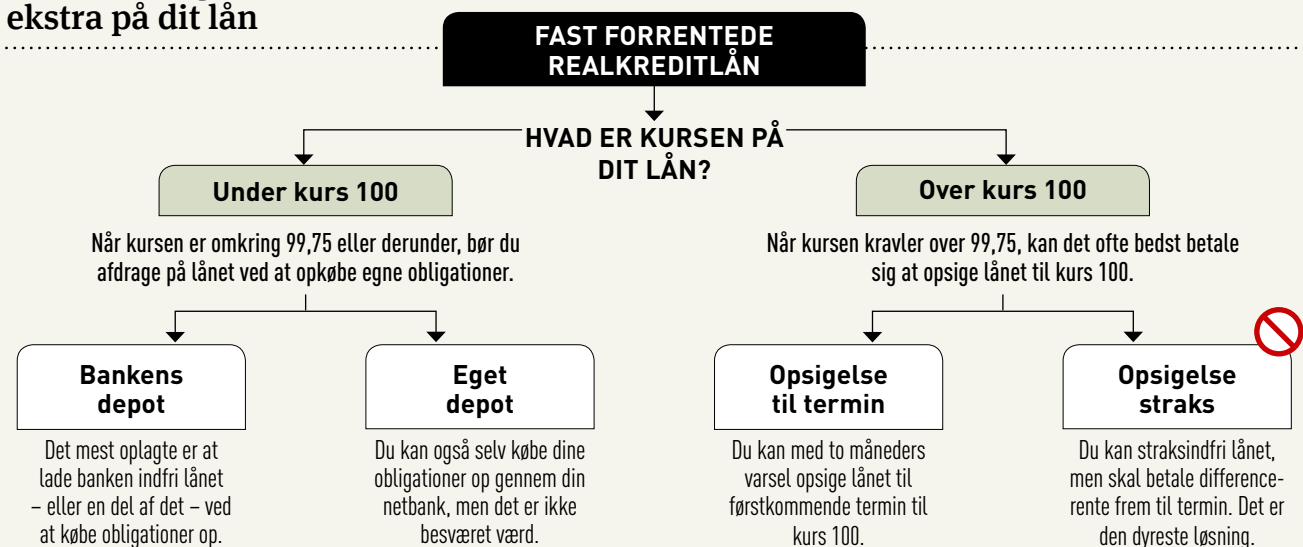 ekstra på dit lån
FAST FORRENTEDE
REALKREDITLÅN
HVAD ER KURSEN PÅ
DIT LÅN?
Under kurs 100
Når kursen er omkring 99,75 eller derunder, bør du
afdrage på lånet ved at opkøbe egne obligationer.
Over kurs 100
Når kursen kravler over 99,75, kan det ofte bedst betale
sig at opsige lånet til kurs 100.
Bankens
depot
Det mest oplagte er at
lade banken indfri lånet
– eller en del af det – ved
at købe obligationer op.
Eget
depot
Du kan også selv købe dine
obligationer op gennem din
netbank, men det er ikke
besværet værd.
Opsigelse
til termin
Du kan med to måneders
varsel opsige lånet til
førstkommende termin til
kurs 100.
Opsigelse
straks
Du kan straksindfri lånet,
men skal betale difference-
rente frem til termin. Det er
den dyreste løsning.